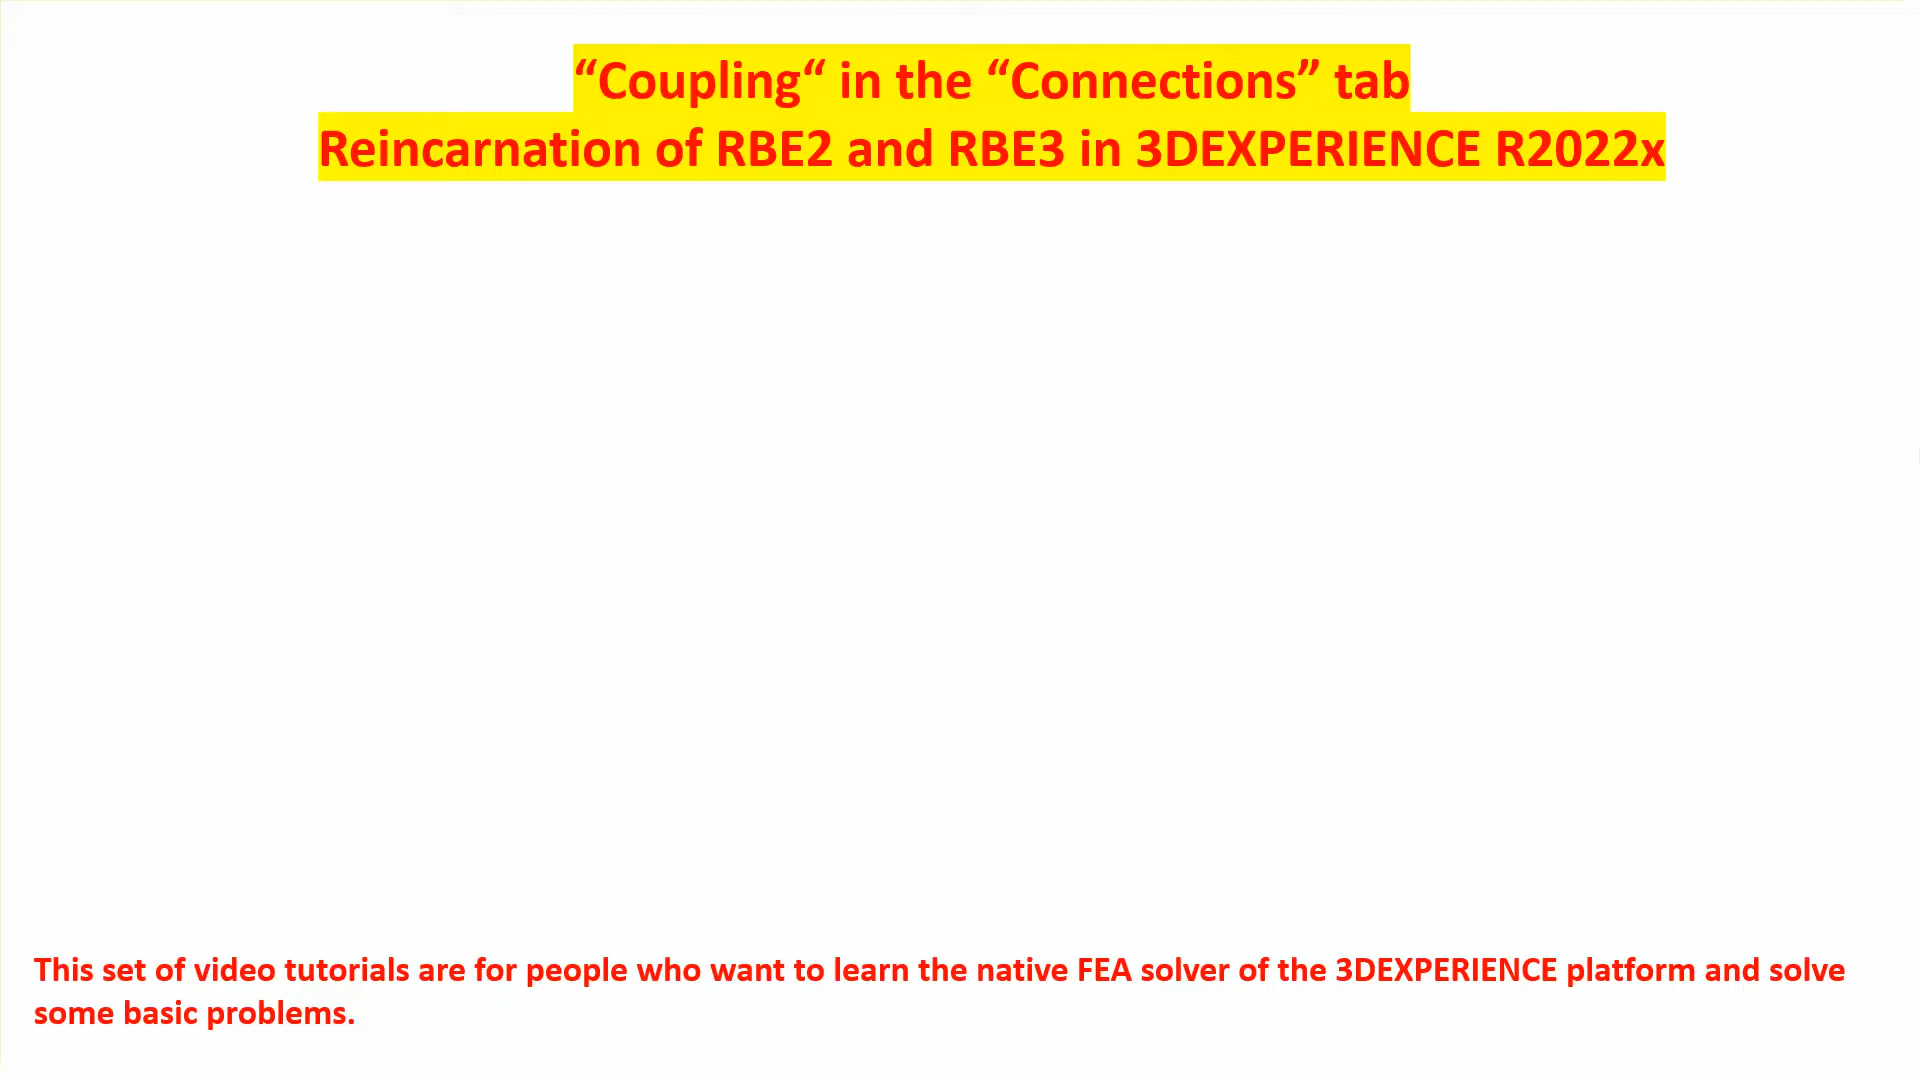 “Coupling“ in the “Connections” tab
Reincarnation of RBE2 and RBE3 in 3DEXPERIENCE R2022x
This set of video tutorials are for people who want to learn the native FEA solver of the 3DEXPERIENCE platform and solve
some basic problems.